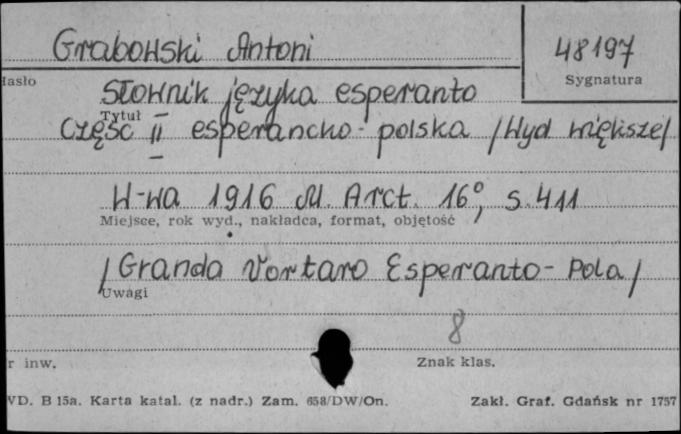 Grabowski Antoni
48197
Hasło
Sygnatura
Słownik języka esperanto
Tytuł
Część II esperancko-polska /Wyd większe/
W-wa 1916 M. Arct. 16°, s. 411
Miejsce, rok wyd., nakładca, format, objętość
/Granda Vortaro Esperanto-Pola/
Uwagi
8
r inw.
Znak klas.
WD. B 15a. Karta katal. (z nadr.) Zam. 658/DW/On.
Zakł. Graf. Gdańsk nr 1757